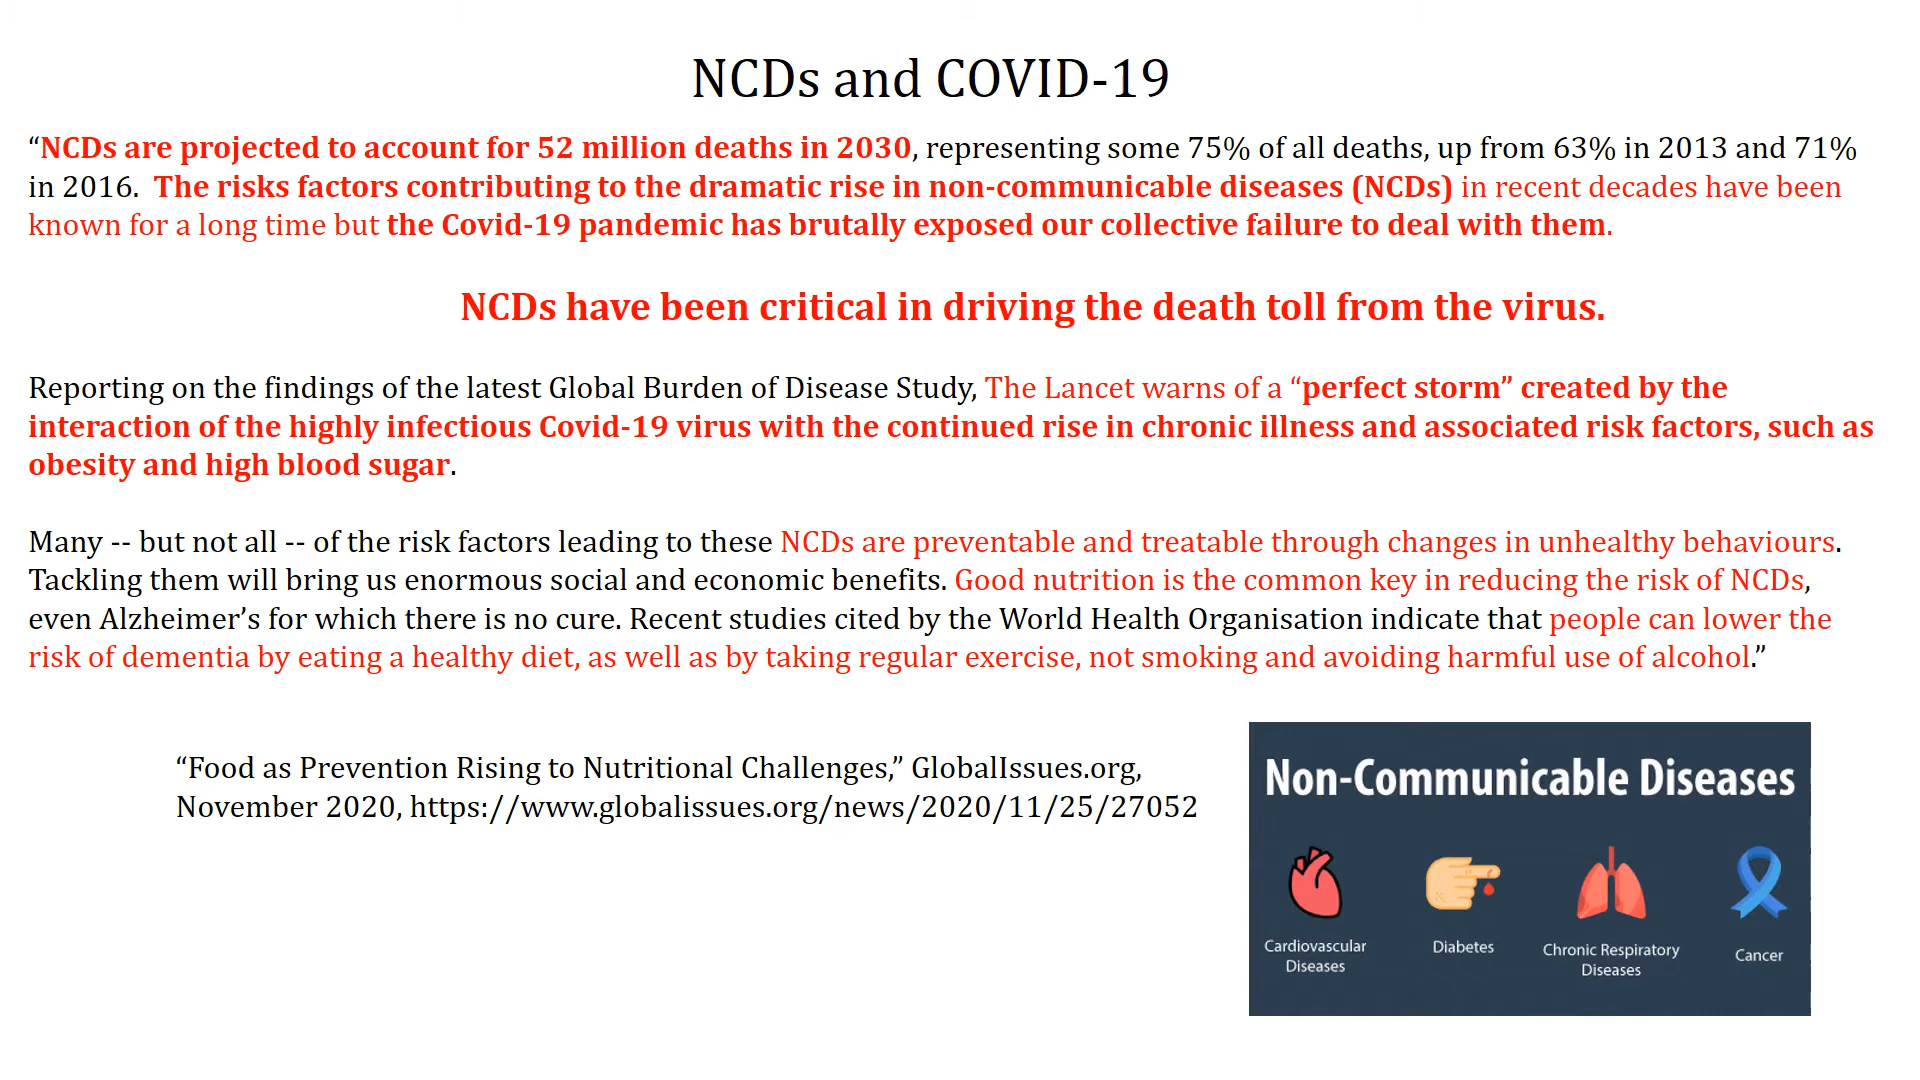 NCDs and COVID-19
“NCDs are projected to account for 52 million deaths in 2030, representing some 75% of all deaths, up from 63% in 2013 and 71%
in 2016.  The risks factors contributing to the dramatic rise in non-communicable diseases (NCDs) in recent decades have been
known for a long time but the Covid-19 pandemic has brutally exposed our collective failure to deal with them.
NCDs have been critical in driving the death toll from the virus.
Reporting on the findings of the latest Global Burden of Disease Study, The Lancet warns of a “perfect storm” created by the
interaction of the highly infectious Covid-19 virus with the continued rise in chronic illness and associated risk factors, such as
obesity and high blood sugar.
Many -- but not all -- of the risk factors leading to these NCDs are preventable and treatable through changes in unhealthy behaviours.
Tackling them will bring us enormous social and economic benefits. Good nutrition is the common key in reducing the risk of NCDs,
even Alzheimer’s for which there is no cure. Recent studies cited by the World Health Organisation indicate that people can lower the
risk of dementia by eating a healthy diet, as well as by taking regular exercise, not smoking and avoiding harmful use of alcohol.”
“Food as Prevention Rising to Nutritional Challenges,” GlobalIssues.org,
November 2020, https://www.globalissues.org/news/2020/11/25/27052
Non-Communicable Diseases
Cardiovascular
Diseases
Diabetes
Chronic Respiratory
Diseases
Cancer